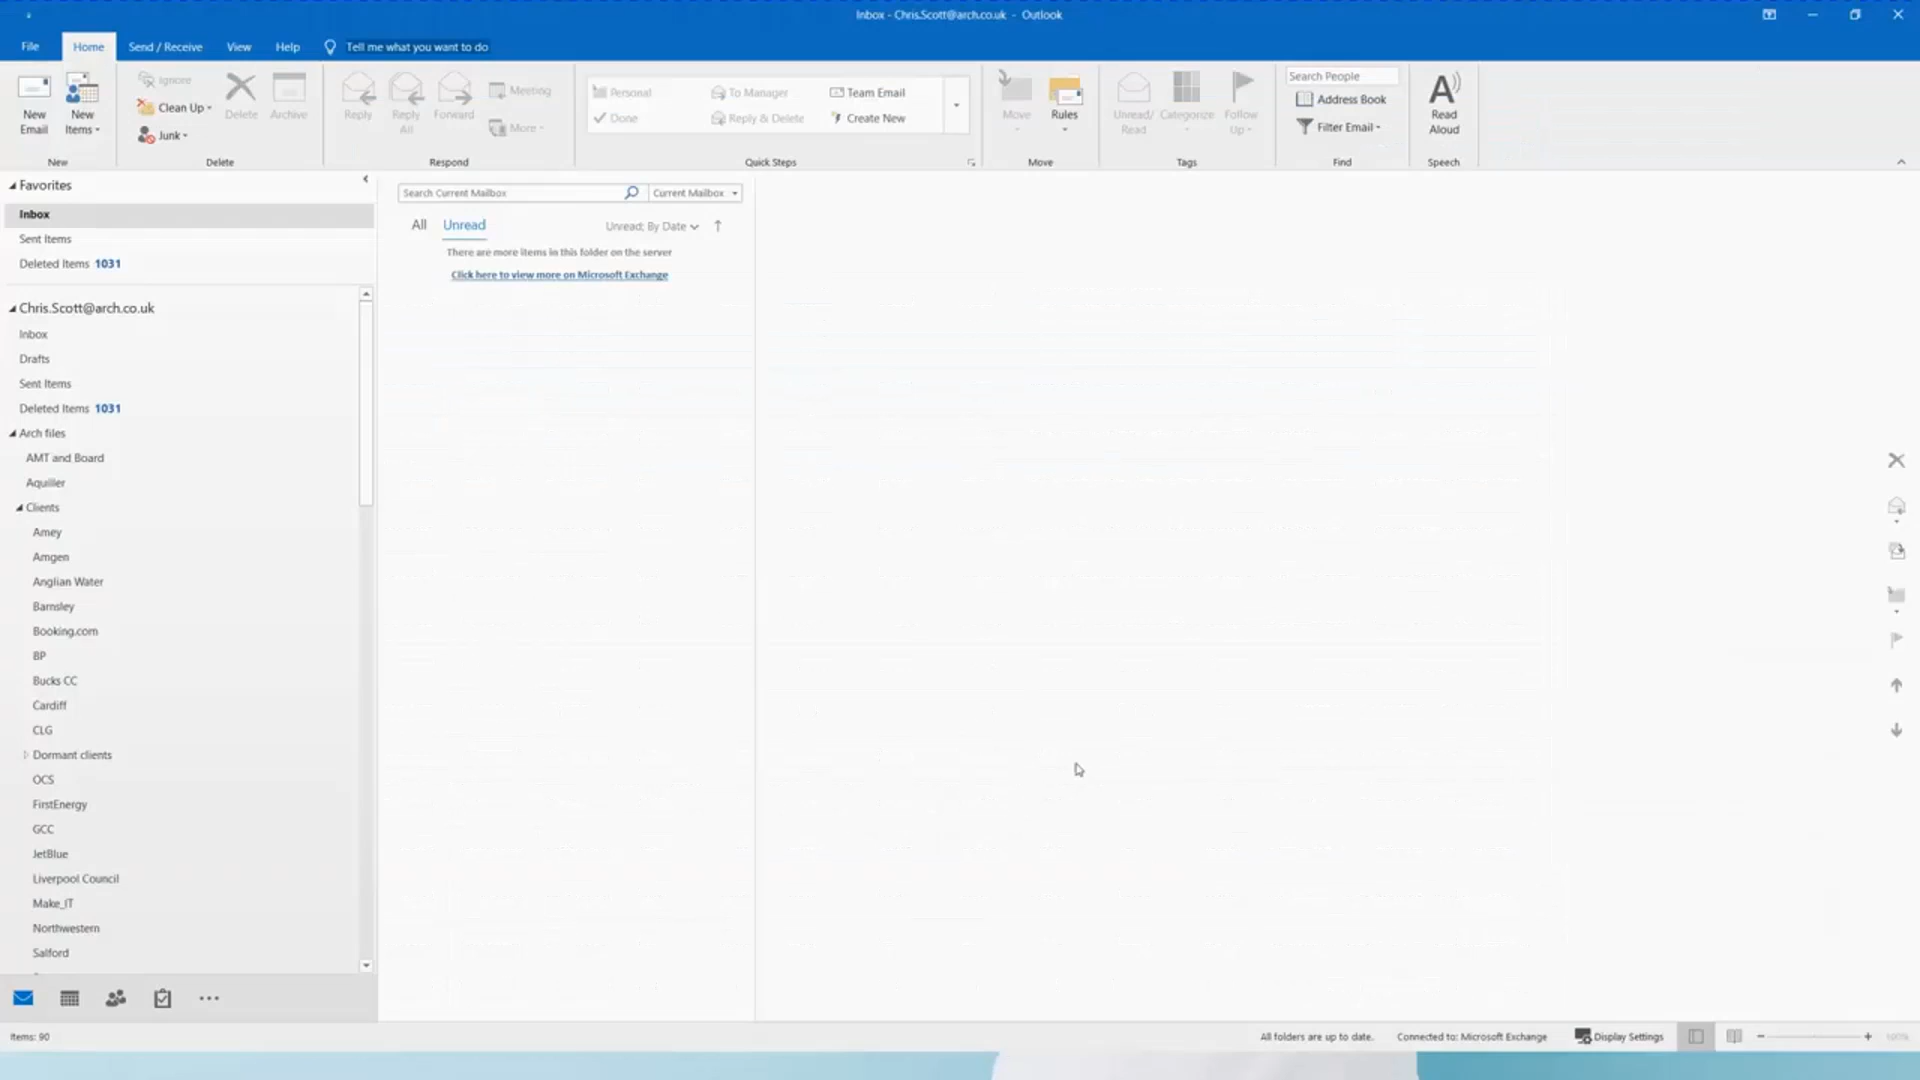 Inbox - Chris.Scott@arch.co.uk - Outlook
File Home Send / Receive View Help Tell me what you want to do
New Email
New Items
Ignore
Clean Up
Junk
Delete
Archive
Reply
Reply All
Forward
Meeting
More
Personal
To Manager
Team Email
Done
Reply & Delete
Create New
Move
Rules
Unread/ Read
Categorize
Follow Up
Search People
Address Book
Filter Email
Read Aloud
New Delete Respond Quick Steps Move Tags Find Speech
Favorites
Inbox
Sent Items
Deleted Items 1031
Chris.Scott@arch.co.uk
Inbox
Drafts
Sent Items
Deleted Items 1031
Arch files
AMT and Board
Aquiller
Clients
Amey
Amgen
Anglian Water
Barnsley
Booking.com
BP
Bucks CC
Cardiff
CLG
Dormant clients
OCS
FirstEnergy
GCC
JetBlue
Liverpool Council
Make_IT
Northwestern
Salford
Search Current Mailbox
Current Mailbox
All Unread
Unread; By Date
There are more items in this folder on the server
Click here to view more on Microsoft Exchange
Items: 90
All folders are up to date.
Connected to: Microsoft Exchange
Display Settings